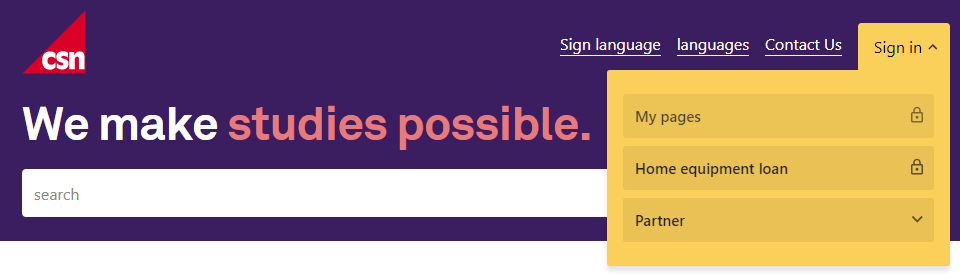 csn
Sign language languages Contact Us Sign in
We make studies possible.
search
My pages
Home equipment loan
Partner